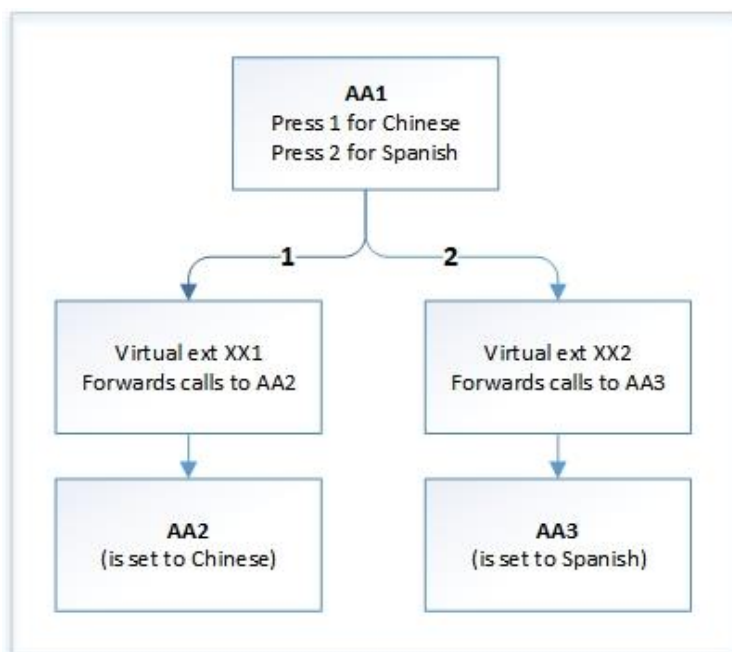 AA1
Press 1 for Chinese
Press 2 for Spanish
1
2
Virtual ext XX1
Forwards calls to AA2
Virtual ext XX2
Forwards calls to AA3
AA2
(is set to Chinese)
AA3
(is set to Spanish)